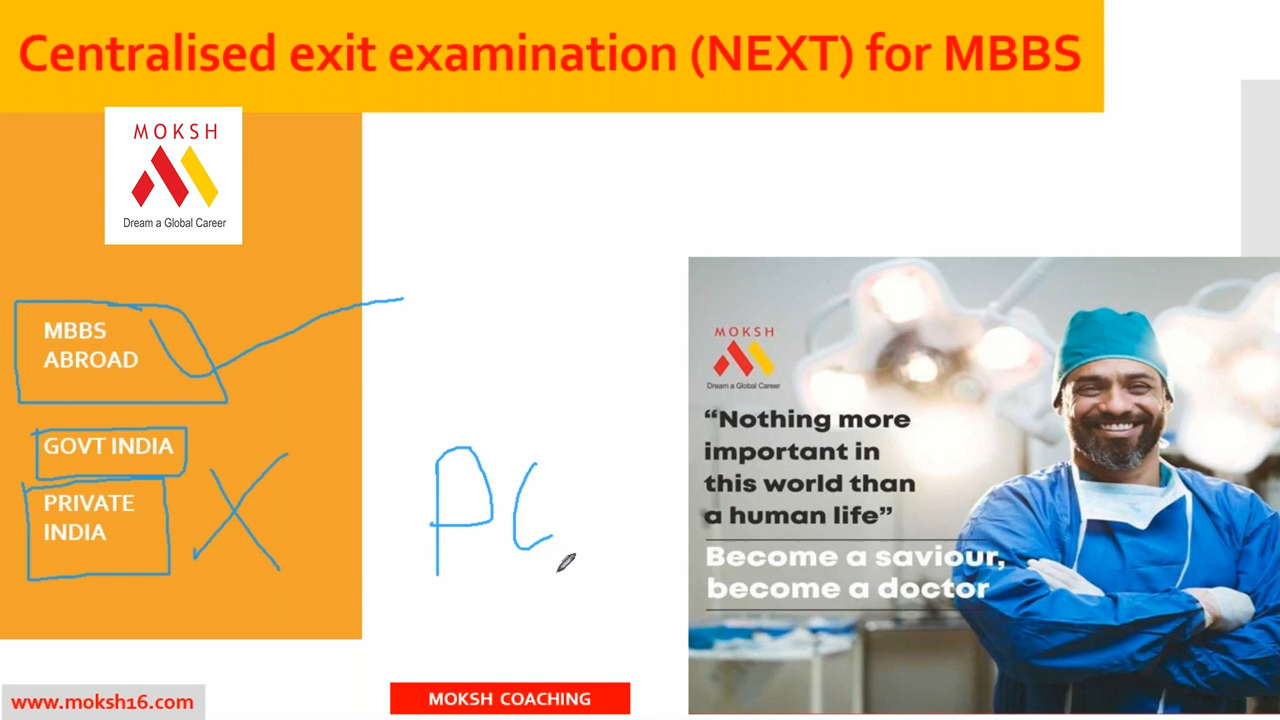 Centralised exit examination (NEXT) for MBBS
MOKSH
Dream a Global Career
MBBS
ABROAD
GOVT INDIA
PRIVATE
INDIA
PC
MOKSH
Dream a Global Career
“Nothing more
important in
this world than
a human life”
Become a saviour,
become a doctor
www.moksh16.com
MOKSH COACHING